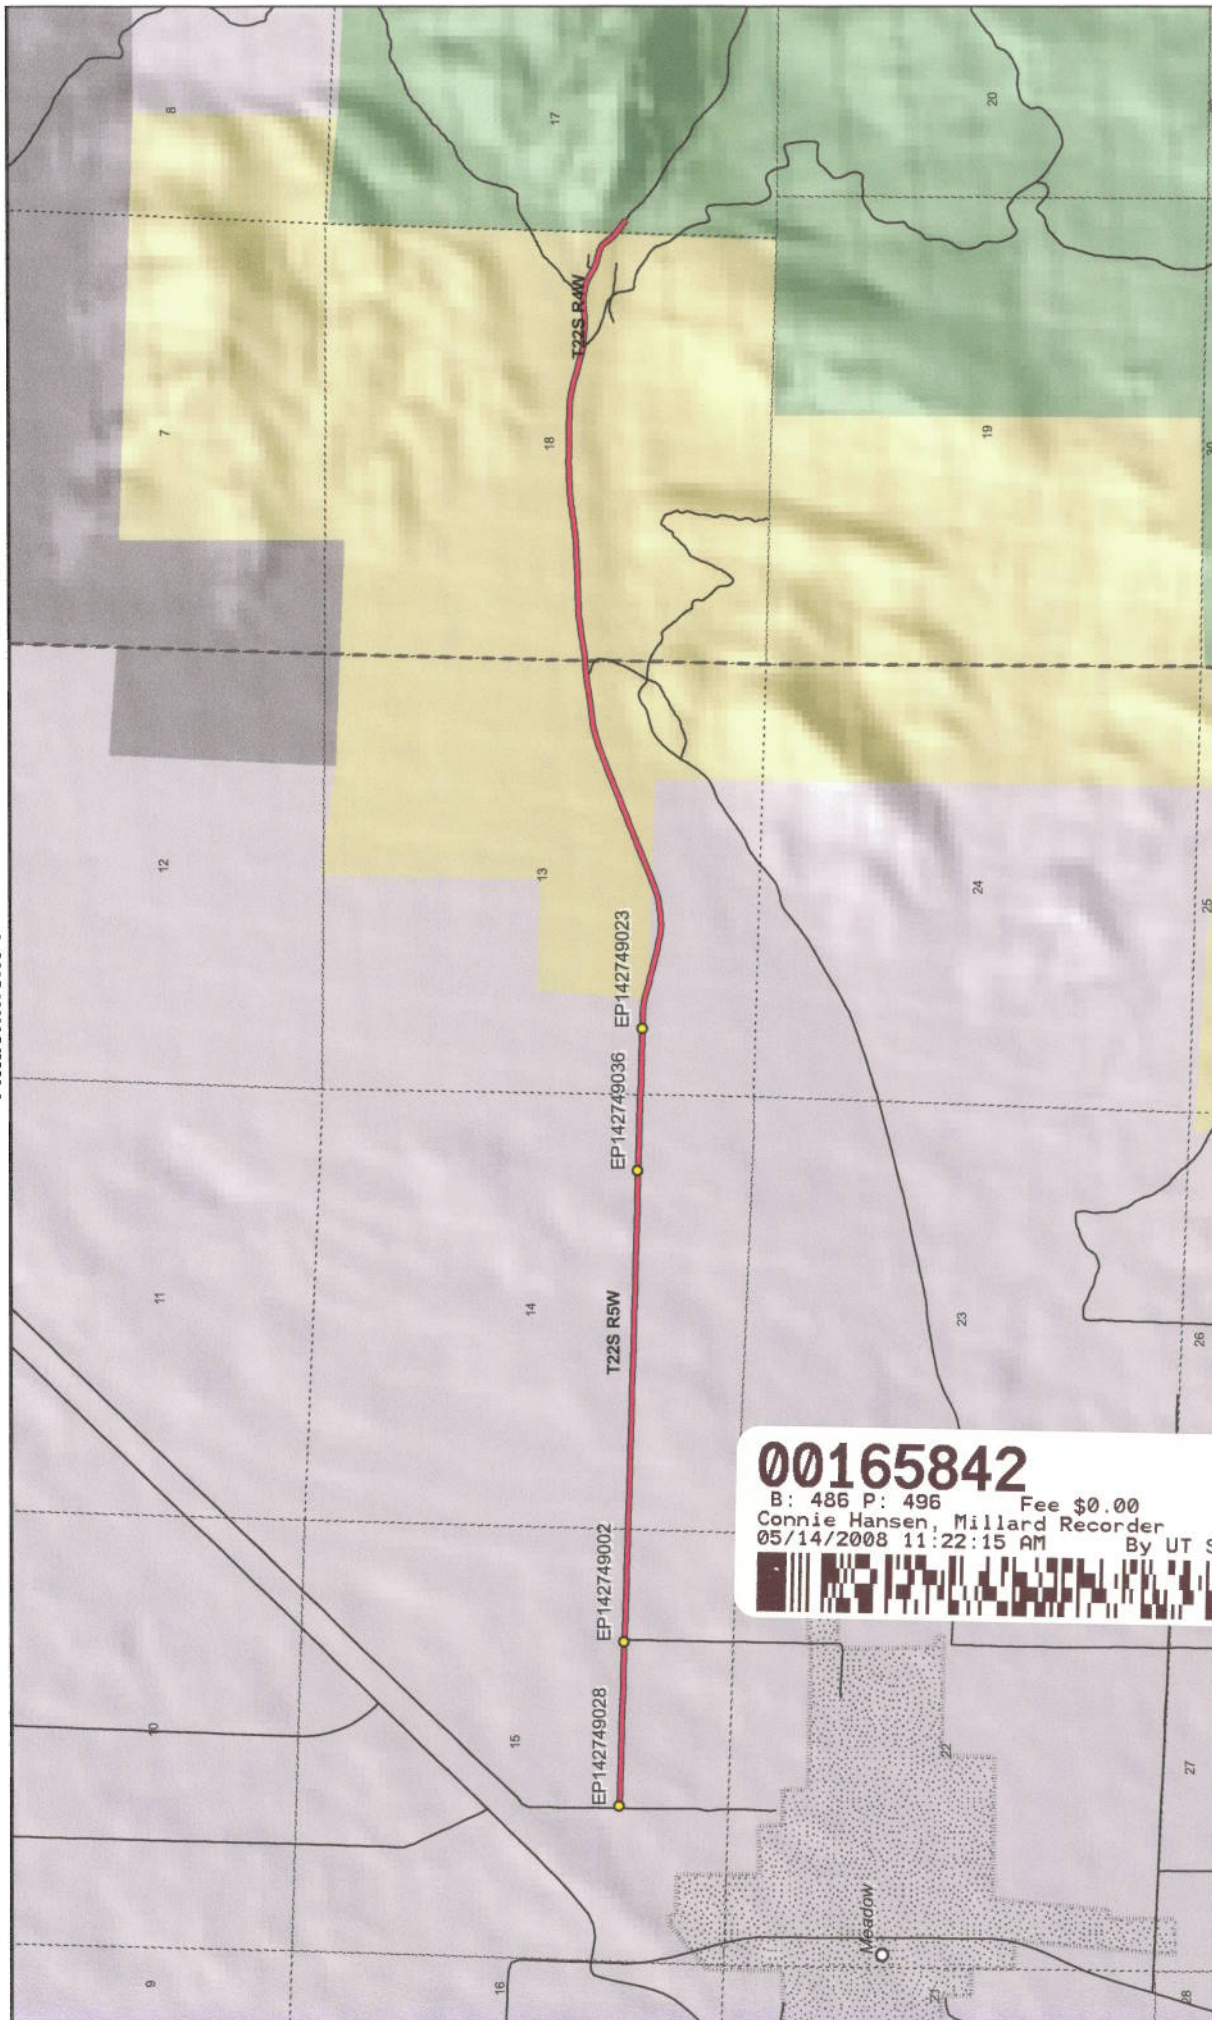 8
17
20
7
18
T22S R4W
19
12
13
24
25
EP142749023
EP142749036
11
14
T22S R5W
23
26
00165842
B: 486 P: 496 Fee $0.00
Connie Hansen, Millard Recorder
05/14/2008 11:22:15 AM By UT S
EP142749002
EP142749028
10
15
22
27
Meadow
9
16
21
28